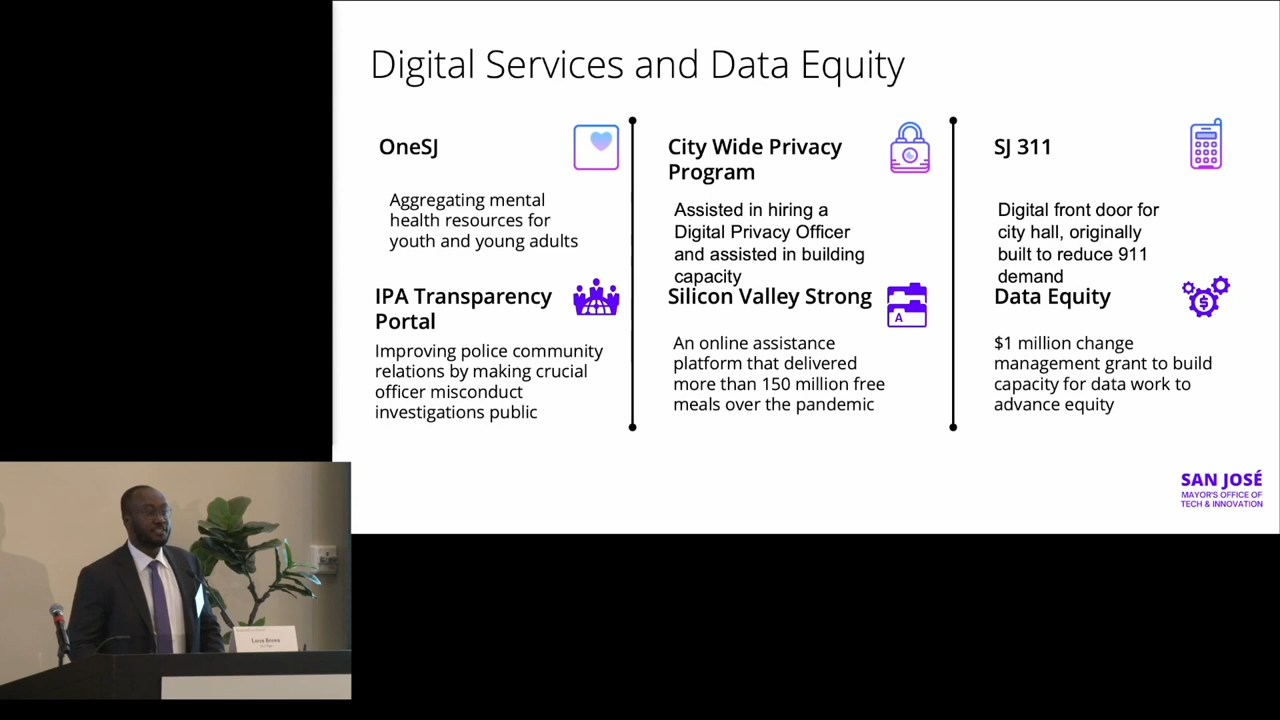 Digital Services and Data Equity
OneSJ
Aggregating mental
health resources for
youth and young adults
IPA Transparency
Portal
Improving police community
relations by making crucial
officer misconduct
investigations public
City Wide Privacy
Program
Assisted in hiring a
Digital Privacy Officer
and assisted in building
capacity
Silicon Valley Strong
A
An online assistance
platform that delivered
more than 150 million free
meals over the pandemic
SJ 311
Digital front door for
city hall, originally
built to reduce 911
demand
Data Equity
$
$1 million change
management grant to build
capacity for data work to
advance equity
SAN JOSÉ
MAYOR'S OFFICE OF
TECH & INNOVATION
Brown